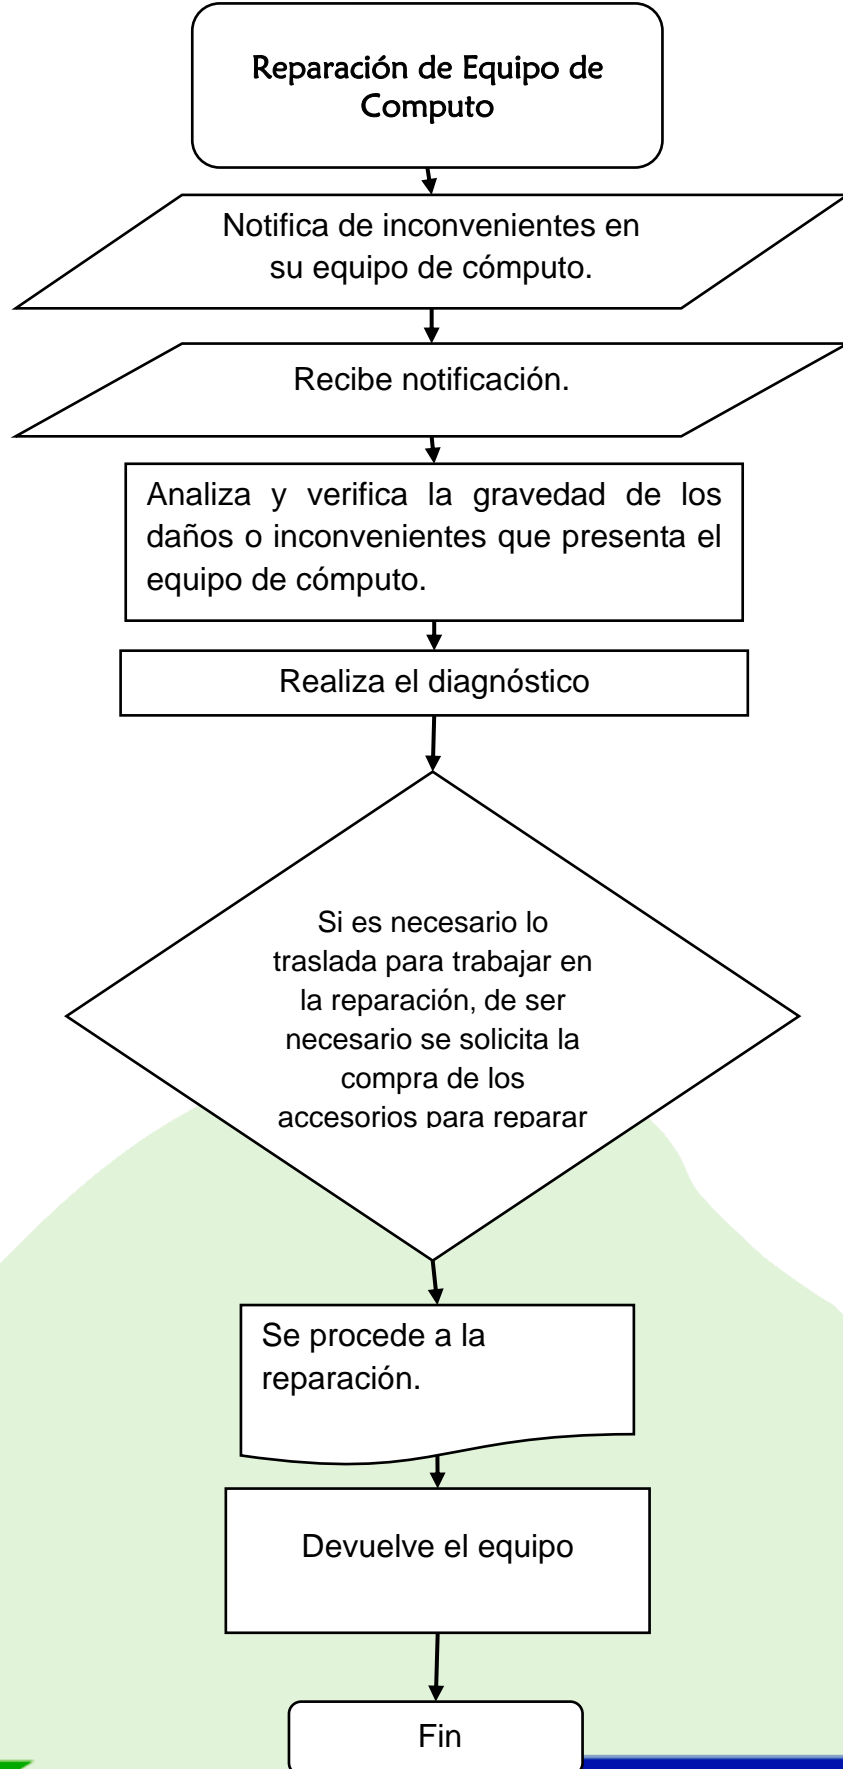 Reparación de Equipo de
Computo
Notifica de inconvenientes en
su equipo de cómputo.
Recibe notificación.
Analiza y verifica la gravedad de los
daños o inconvenientes que presenta el
equipo de cómputo.
Realiza el diagnóstico
Si es necesario lo
traslada para trabajar en
la reparación, de ser
necesario se solicita la
compra de los
accesorios para reparar
Se procede a la
reparación.
Devuelve el equipo
Fin